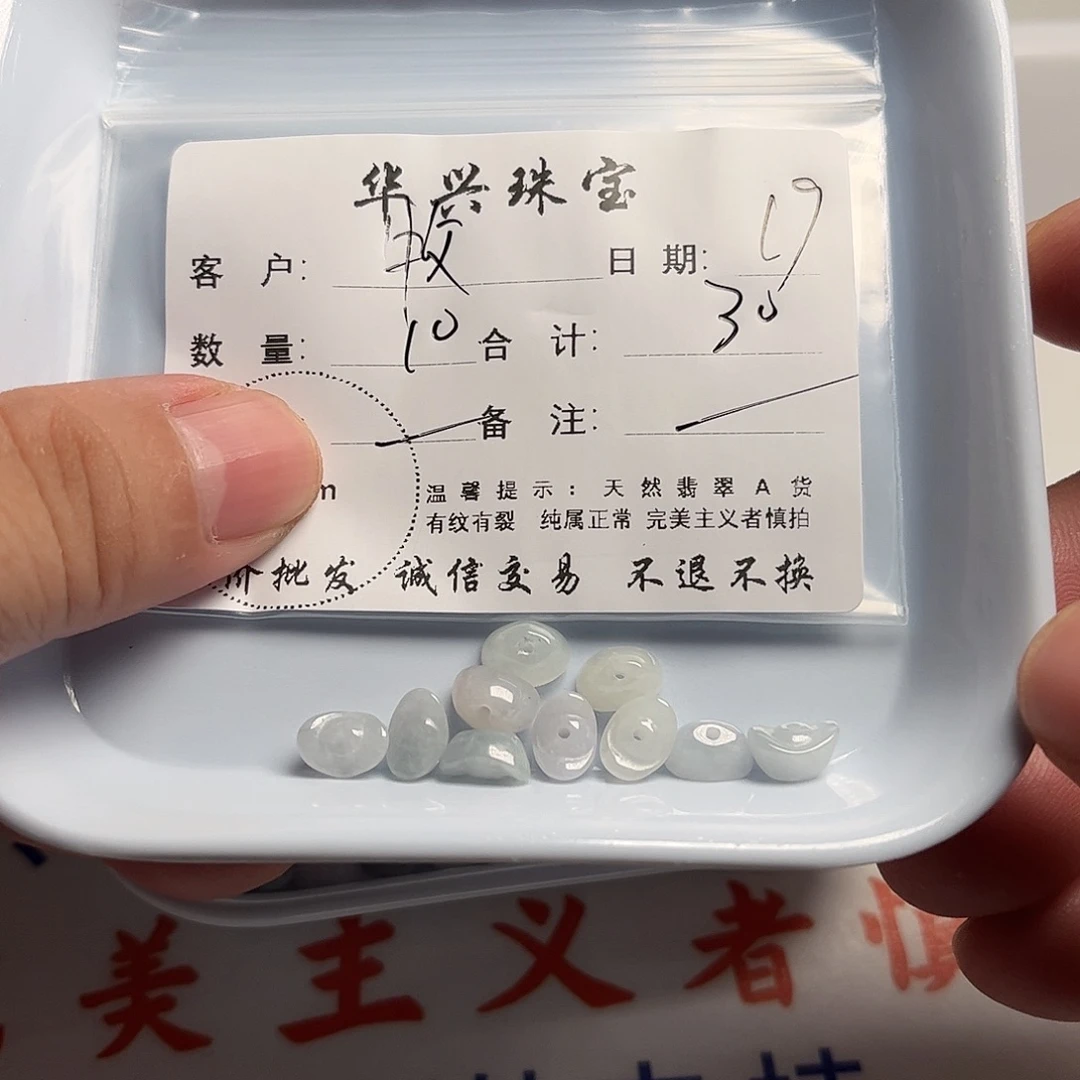 华兴珠宝
客 户: 日 期: 19
数 量: 10 合 计: 30
备 注:
m 温馨提示: 天然翡翠A货
有纹有裂 纯属正常 完美主义者慎拍
价批发 诚信交易 不退不换
美主义者慎